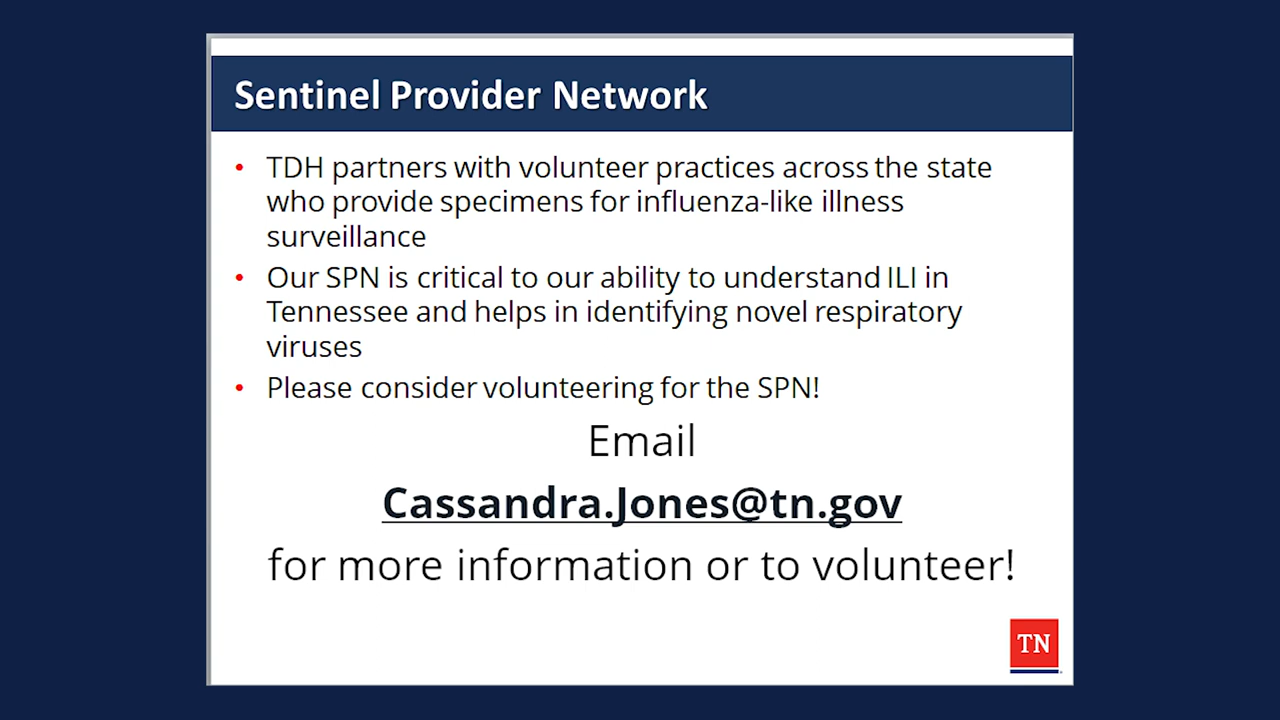 Sentinel Provider Network
• TDH partners with volunteer practices across the state
who provide specimens for influenza-like illness
surveillance
• Our SPN is critical to our ability to understand ILI in
Tennessee and helps in identifying novel respiratory
viruses
• Please consider volunteering for the SPN!
Email
Cassandra.Jones@tn.gov
for more information or to volunteer!
TN